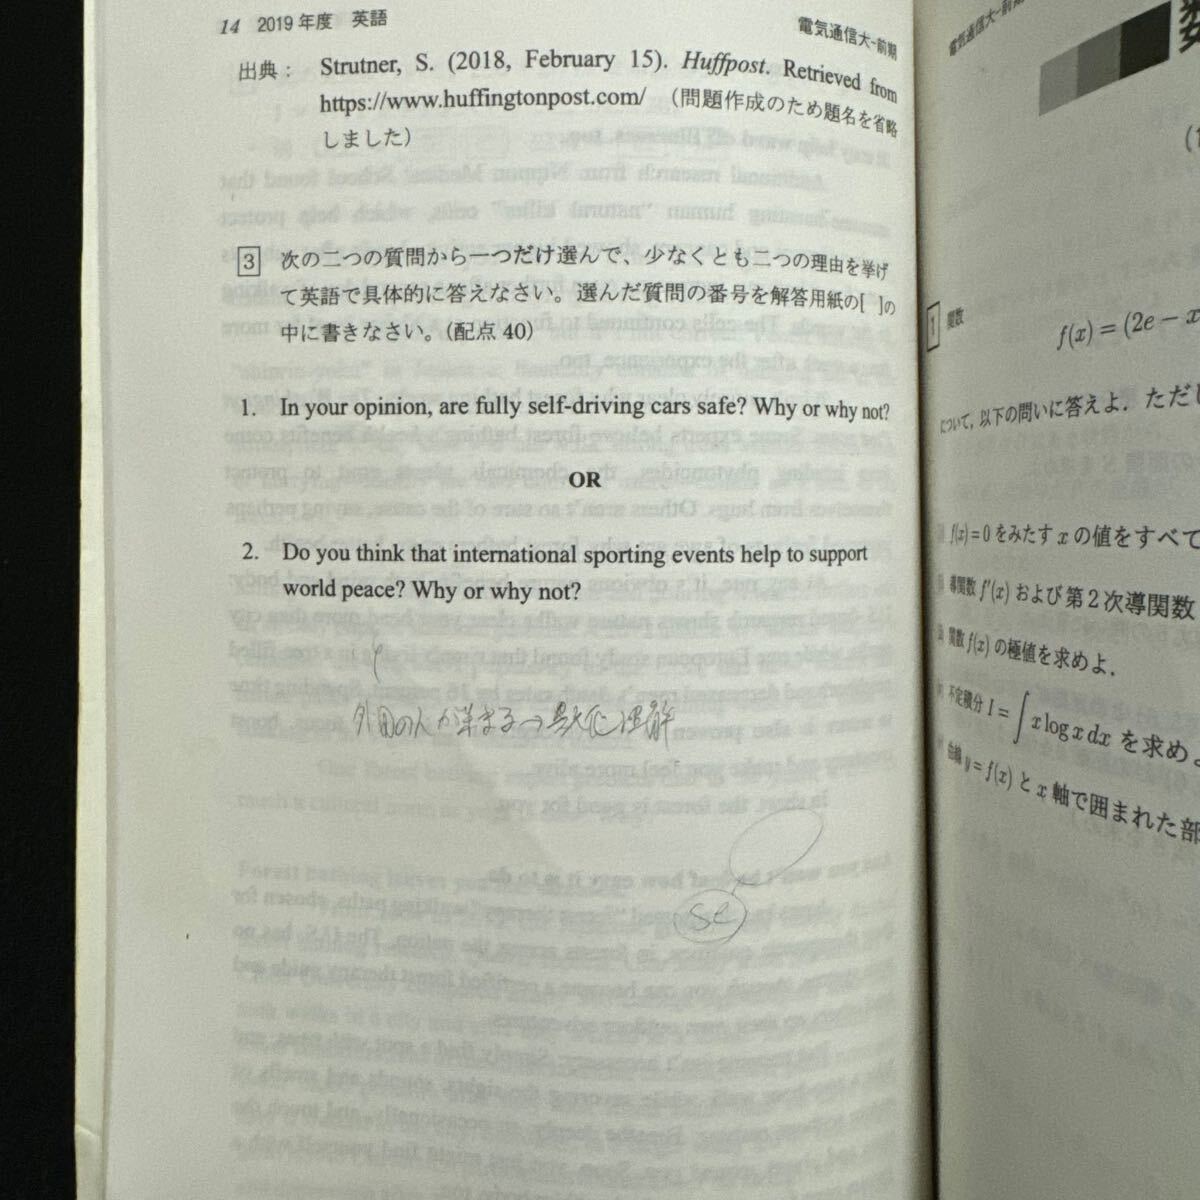 14 2019年度 英語
電気通信大-前期
出典： Strutner, S. (2018, February 15). Huffpost. Retrieved from
https://www.huffingtonpost.com/ （問題作成のため題名を省略
しました）
3 次の二つの質問から一つだけ選んで、少なくとも二つの理由を挙げ
て英語で具体的に答えなさい。選んだ質問の番号を解答用紙の[ ]の
中に書きなさい。（配点 40）
1. In your opinion, are fully self-driving cars safe? Why or why not?
OR
2. Do you think that international sporting events help to support
world peace? Why or why not?
外国の人が集まる→異文化理解
se
電気通信大-前期
1 関数
f(x)=(2e-x
について，以下の問いに答えよ．ただし
f(x)=0をみたすxの値をすべて
導関数 f′(x) および第2次導関数
関数 f(x) の極値を求めよ．
不定積分 I=∫x log x dx を求め
曲線 y=f(x) と x 軸で囲まれた部